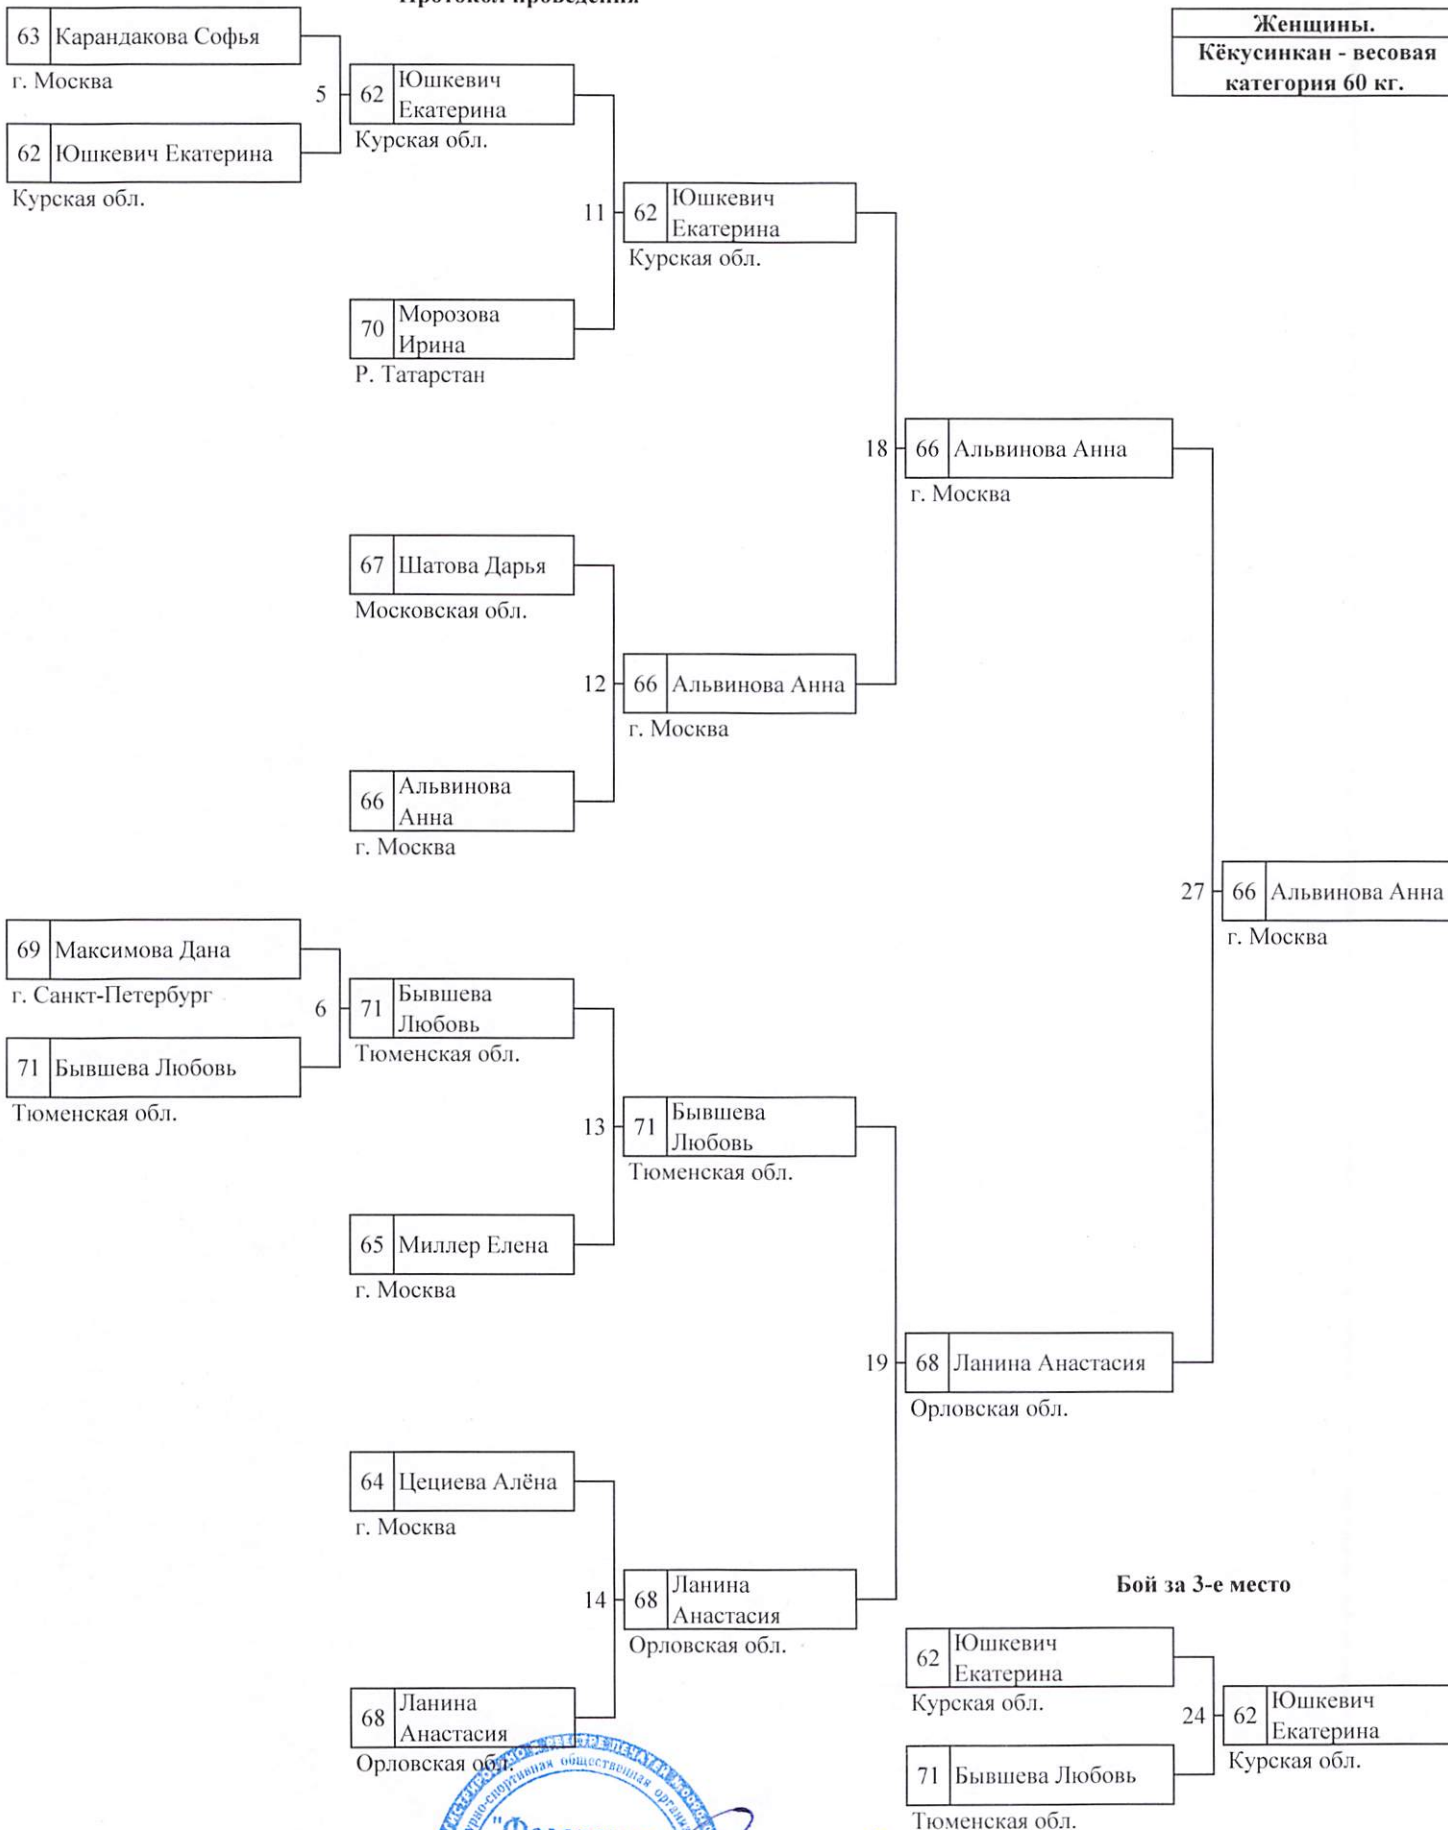 Протокол проведения
Женщины.
Кёкусинкан - весовая
категория 60 кг.
63 Карандакова Софья
г. Москва
5
62 Юшкевич
Екатерина
Курская обл.
62 Юшкевич Екатерина
Курская обл.
11
62 Юшкевич
Екатерина
Курская обл.
70 Морозова
Ирина
Р. Татарстан
18
66 Альвинова Анна
г. Москва
67 Шатова Дарья
Московская обл.
12
66 Альвинова Анна
г. Москва
66 Альвинова
Анна
г. Москва
27
66 Альвинова Анна
г. Москва
69 Максимова Дана
г. Санкт-Петербург
6
71 Бывшева
Любовь
Тюменская обл.
71 Бывшева Любовь
Тюменская обл.
13
71 Бывшева
Любовь
Тюменская обл.
65 Миллер Елена
г. Москва
19
68 Ланина Анастасия
Орловская обл.
64 Цециева Алёна
г. Москва
14
68 Ланина
Анастасия
Орловская обл.
68 Ланина
Анастасия
Орловская обл.
Бой за 3-е место
62 Юшкевич
Екатерина
Курская обл.
24
62 Юшкевич
Екатерина
Курская обл.
71 Бывшева Любовь
Тюменская обл.